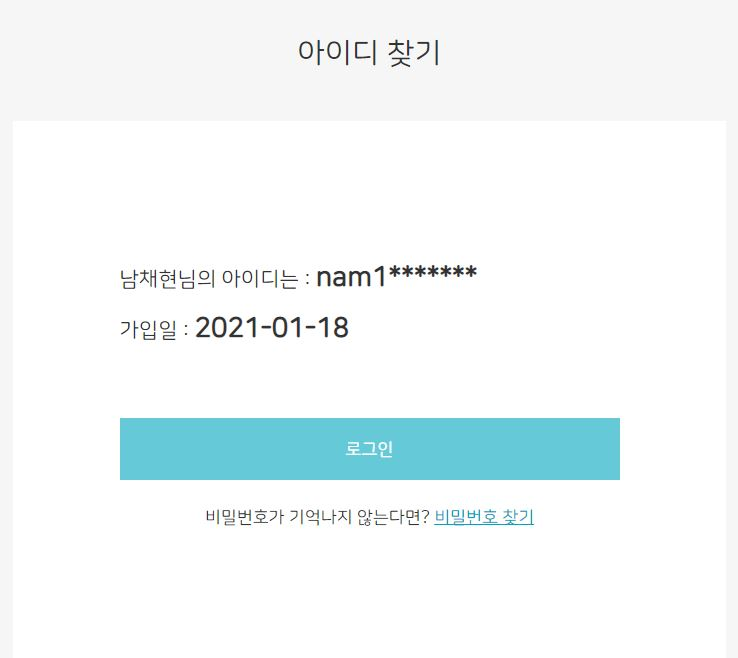 아이디 찾기
남채현님의 아이디는 : nam1*******
가입일 : 2021-01-18
로그인
비밀번호가 기억나지 않는다면? 비밀번호 찾기